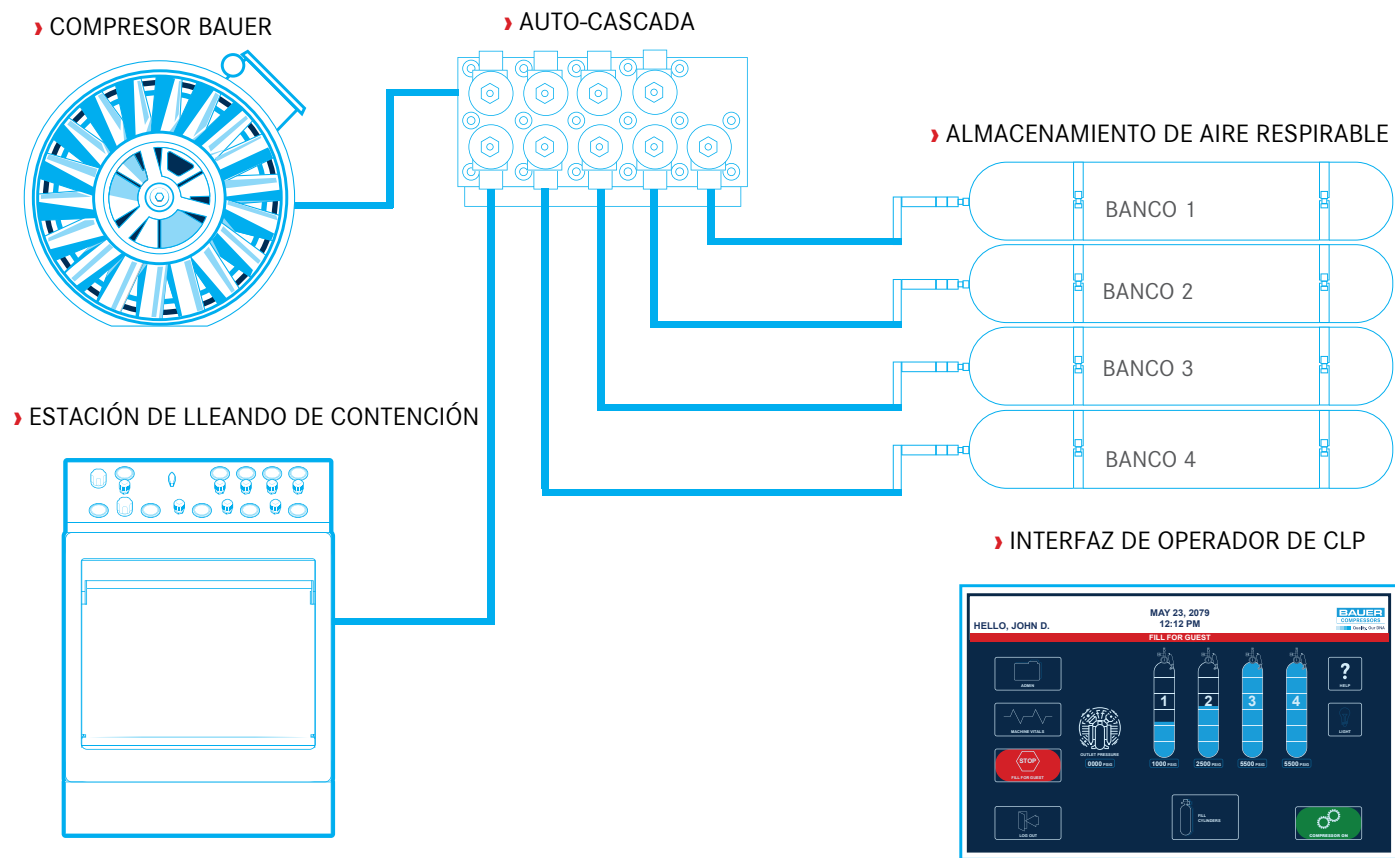 COMPRESOR BAUER
AUTO-CASCADA
ALMACENAMIENTO DE AIRE RESPIRABLE
BANCO 1
BANCO 2
BANCO 3
BANCO 4
ESTACIÓN DE LLEANDO DE CONTENCIÓN
INTERFAZ DE OPERADOR DE CLP
HELLO, JOHN D.
MAY 23, 2079
12:12 PM
BAUER
COMPRESSORS
Quality, Our DNA
FILL FOR GUEST
ADMIN
MACHINE VITALS
STOP
FILL FOR GUEST
LOG OUT
OUTLET PRESSURE
0000 PSIG
1
2
3
4
1000 PSIG
2500 PSIG
5500 PSIG
5500 PSIG
?
HELP
LIGHT
FILL
CYLINDERS
COMPRESSOR ON